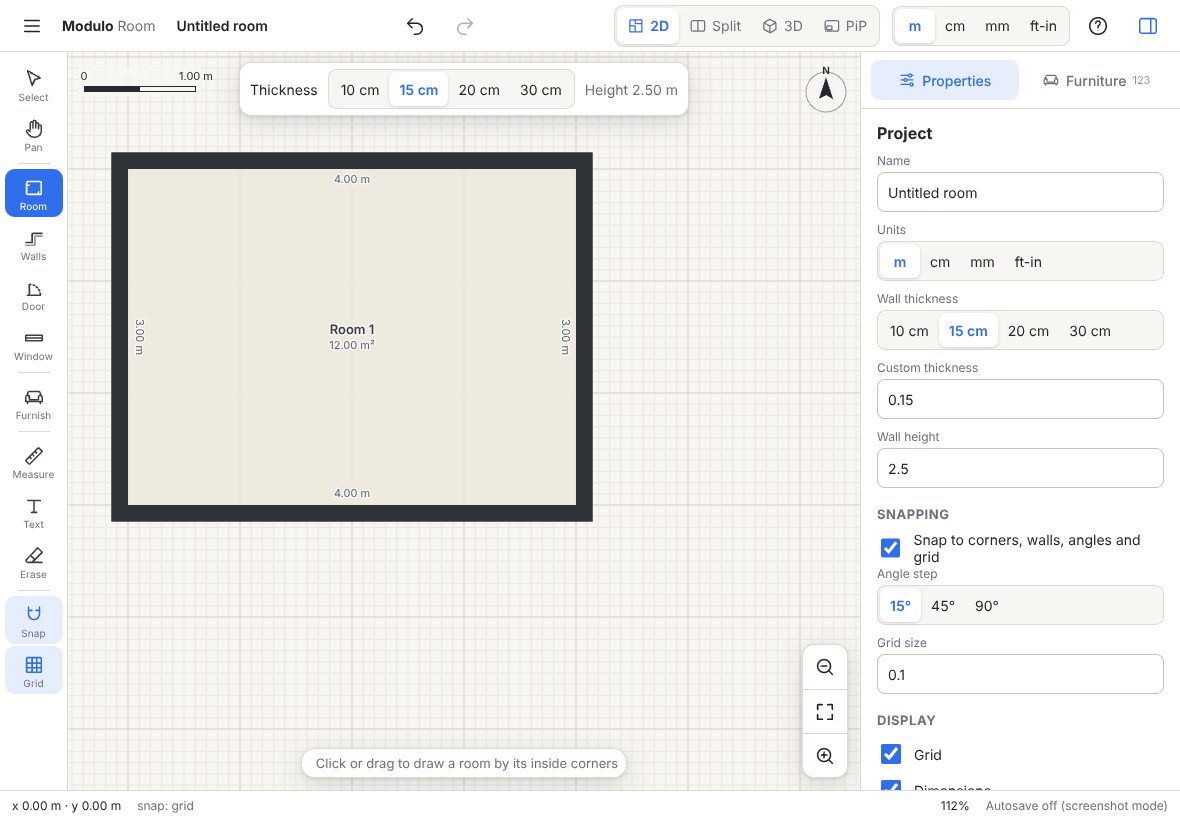 Modulo Room
Untitled room
2D
Split
3D
PiP
m
cm
mm
ft-in
Select
Pan
Room
Walls
Door
Window
Furnish
Measure
Text
Erase
Snap
Grid
0
1.00 m
Thickness
10 cm
15 cm
20 cm
30 cm
Height 2.50 m
N
4.00 m
3.00 m
Room 1
12.00 m²
3.00 m
4.00 m
Click or drag to draw a room by its inside corners
Properties
Furniture 123
Project
Name
Untitled room
Units
m
cm
mm
ft-in
Wall thickness
10 cm
15 cm
20 cm
30 cm
Custom thickness
0.15
Wall height
2.5
SNAPPING
Snap to corners, walls, angles and
grid
Angle step
15°
45°
90°
Grid size
0.1
DISPLAY
Grid
Dimensions
x 0.00 m · y 0.00 m
snap: grid
112%
Autosave off (screenshot mode)